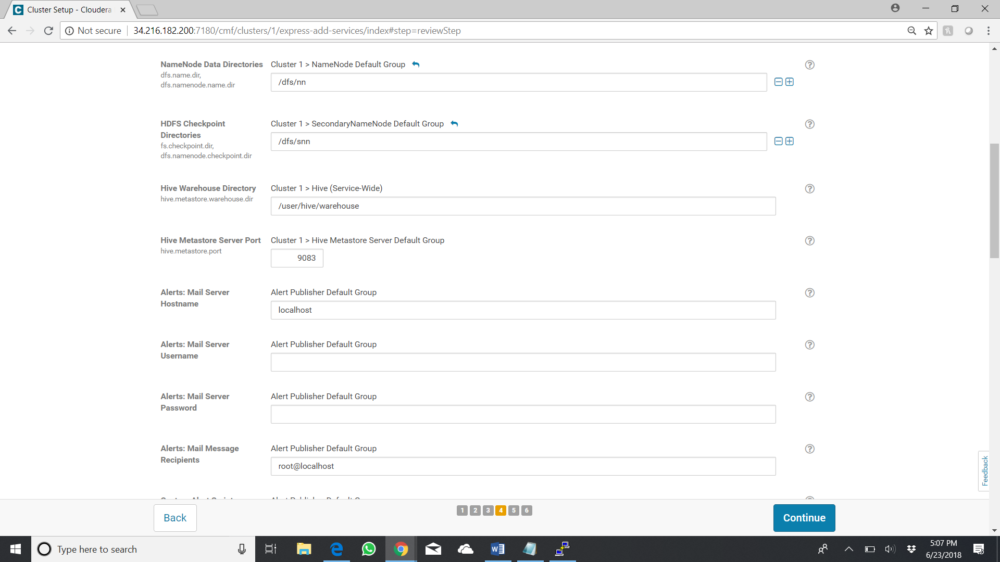 Cluster Setup - Cloudera
Not secure
34.216.182.200:7180/cmf/clusters/1/express-add-services/index#step=reviewStep
NameNode Data Directories
dfs.name.dir,
dfs.namenode.name.dir
Cluster 1 > NameNode Default Group
/dfs/nn
HDFS Checkpoint
Directories
fs.checkpoint.dir,
dfs.namenode.checkpoint.dir
Cluster 1 > SecondaryNameNode Default Group
/dfs/snn
Hive Warehouse Directory
hive.metastore.warehouse.dir
Cluster 1 > Hive (Service-Wide)
/user/hive/warehouse
Hive Metastore Server Port
hive.metastore.port
Cluster 1 > Hive Metastore Server Default Group
9083
Alerts: Mail Server
Hostname
Alert Publisher Default Group
localhost
Alerts: Mail Server
Username
Alert Publisher Default Group
Alerts: Mail Server
Password
Alert Publisher Default Group
Alerts: Mail Message
Recipients
Alert Publisher Default Group
root@localhost
Feedback
Back
1 2 3 4 5 6
Continue
Type here to search
5:07 PM
6/23/2018